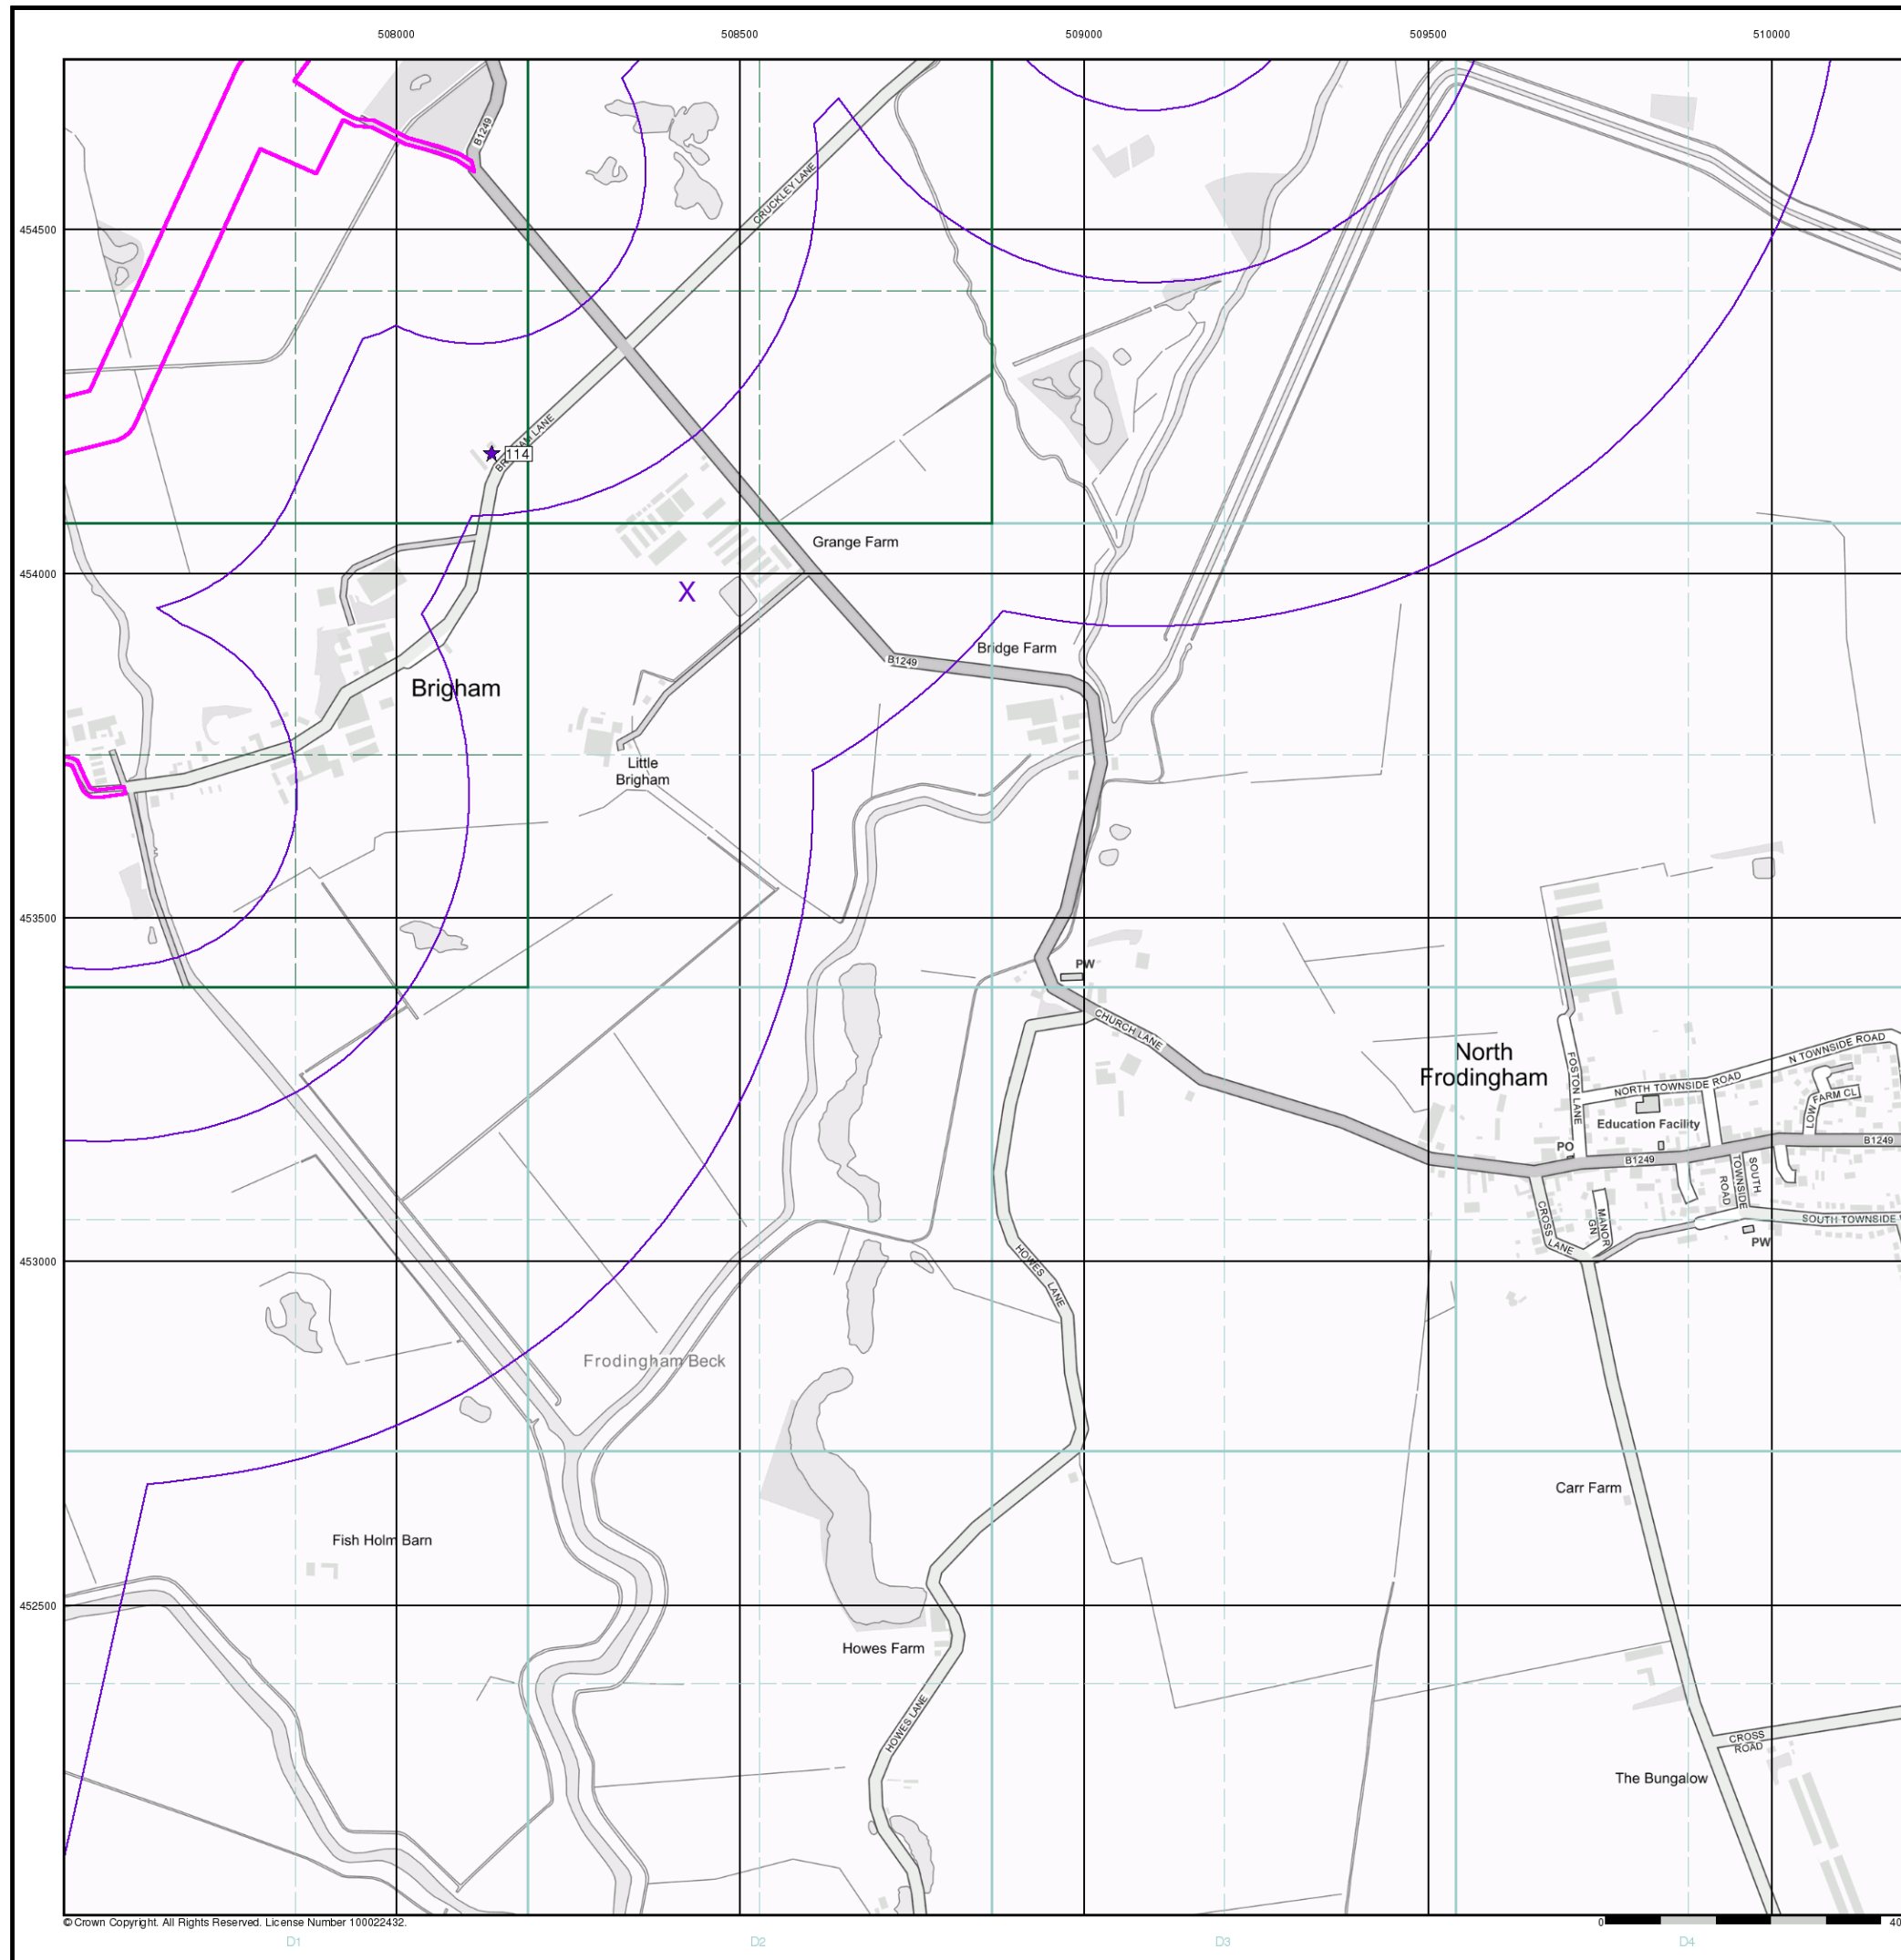 508000
508500
509000
509500
510000
B1249
CRUCKLEY LANE
454500
114
Grange Farm
454000
X
Bridge Farm
B1249
Brigham
Little
Brigham
453500
PW
CHURCH LANE
North
Frodingham
FOSTON LANE
N TOWNSIDE ROAD
NORTH TOWNSIDE ROAD
LOW
FARM CL
Education Facility
PO
B1249
B1249
SOUTH
TOWNSIDE
ROAD
CROSS
LANE
MANOR
GN
SOUTH TOWNSIDE
PW
453000
HOWES LANE
Frodingham Beck
Carr Farm
Fish Holm Barn
452500
Howes Farm
HOWES LANE
CROSS
ROAD
The Bungalow
© Crown Copyright. All Rights Reserved. License Number 100022432.
0
40
D1
D2
D3
D4